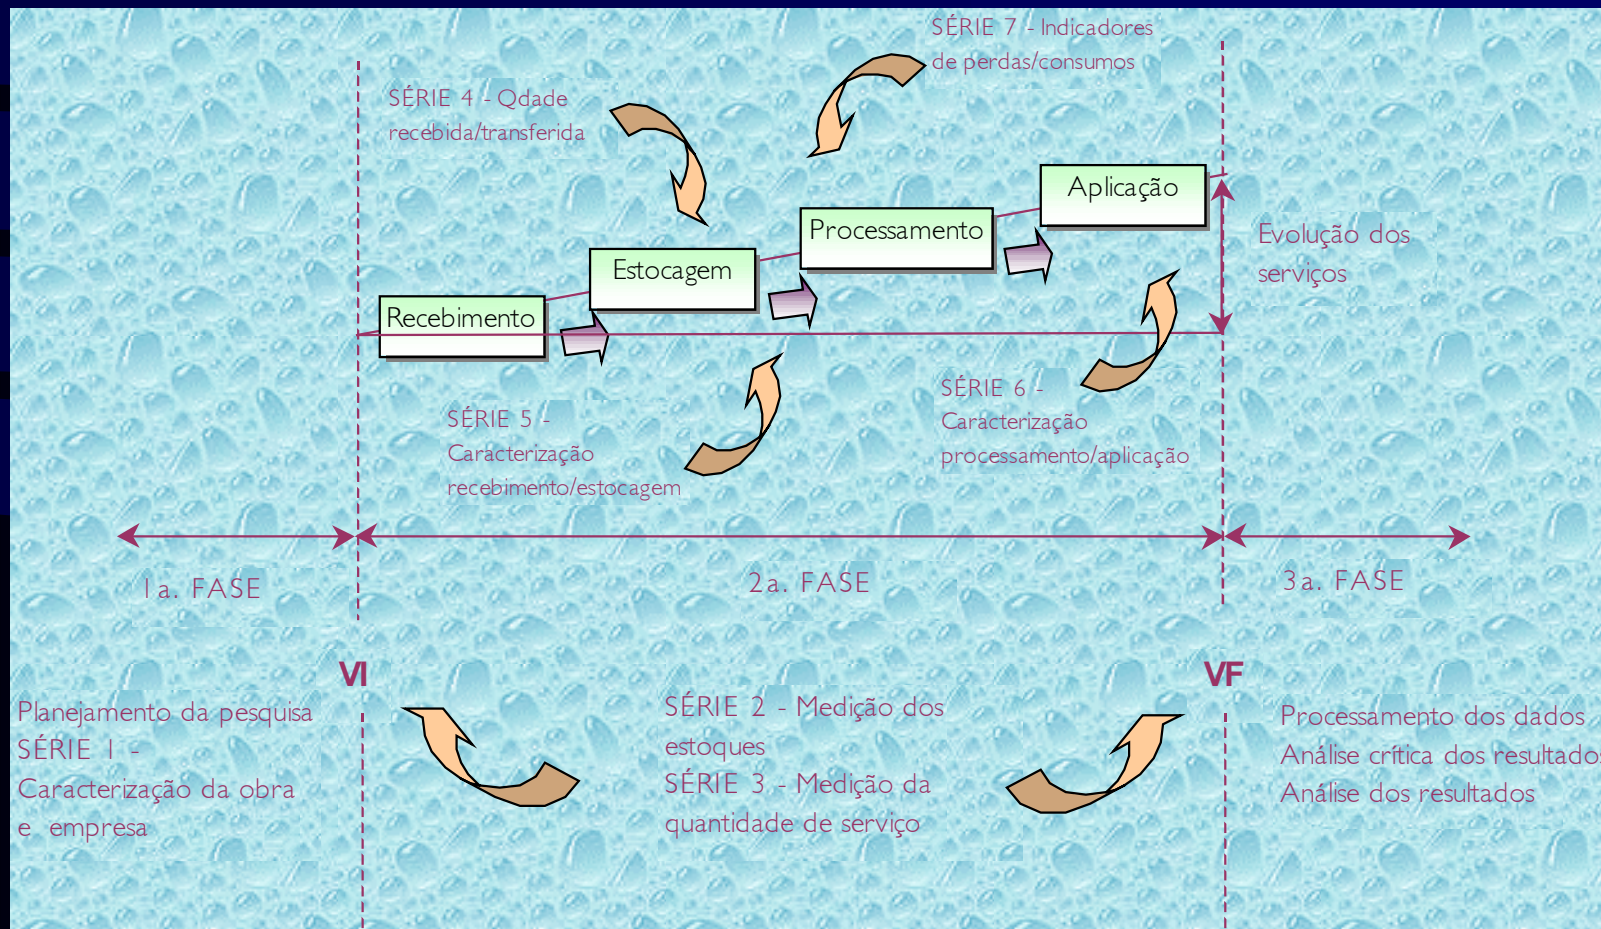 SÉRIE 7 - Indicadores
de perdas/consumos
SÉRIE 4 - Qdade
recebida/transferida
Aplicação
Processamento
Estocagem
Recebimento
Evolução dos
serviços
SÉRIE 5 -
Caracterização
recebimento/estocagem
SÉRIE 6 -
Caracterização
processamento/aplicação
1a. FASE
2a. FASE
3a. FASE
VI
VF
Planejamento da pesquisa
SÉRIE 1 -
Caracterização da obra
e empresa
SÉRIE 2 - Medição dos
estoques
SÉRIE 3 - Medição da
quantidade de serviço
Processamento dos dados
Análise crítica dos resultados
Análise dos resultados